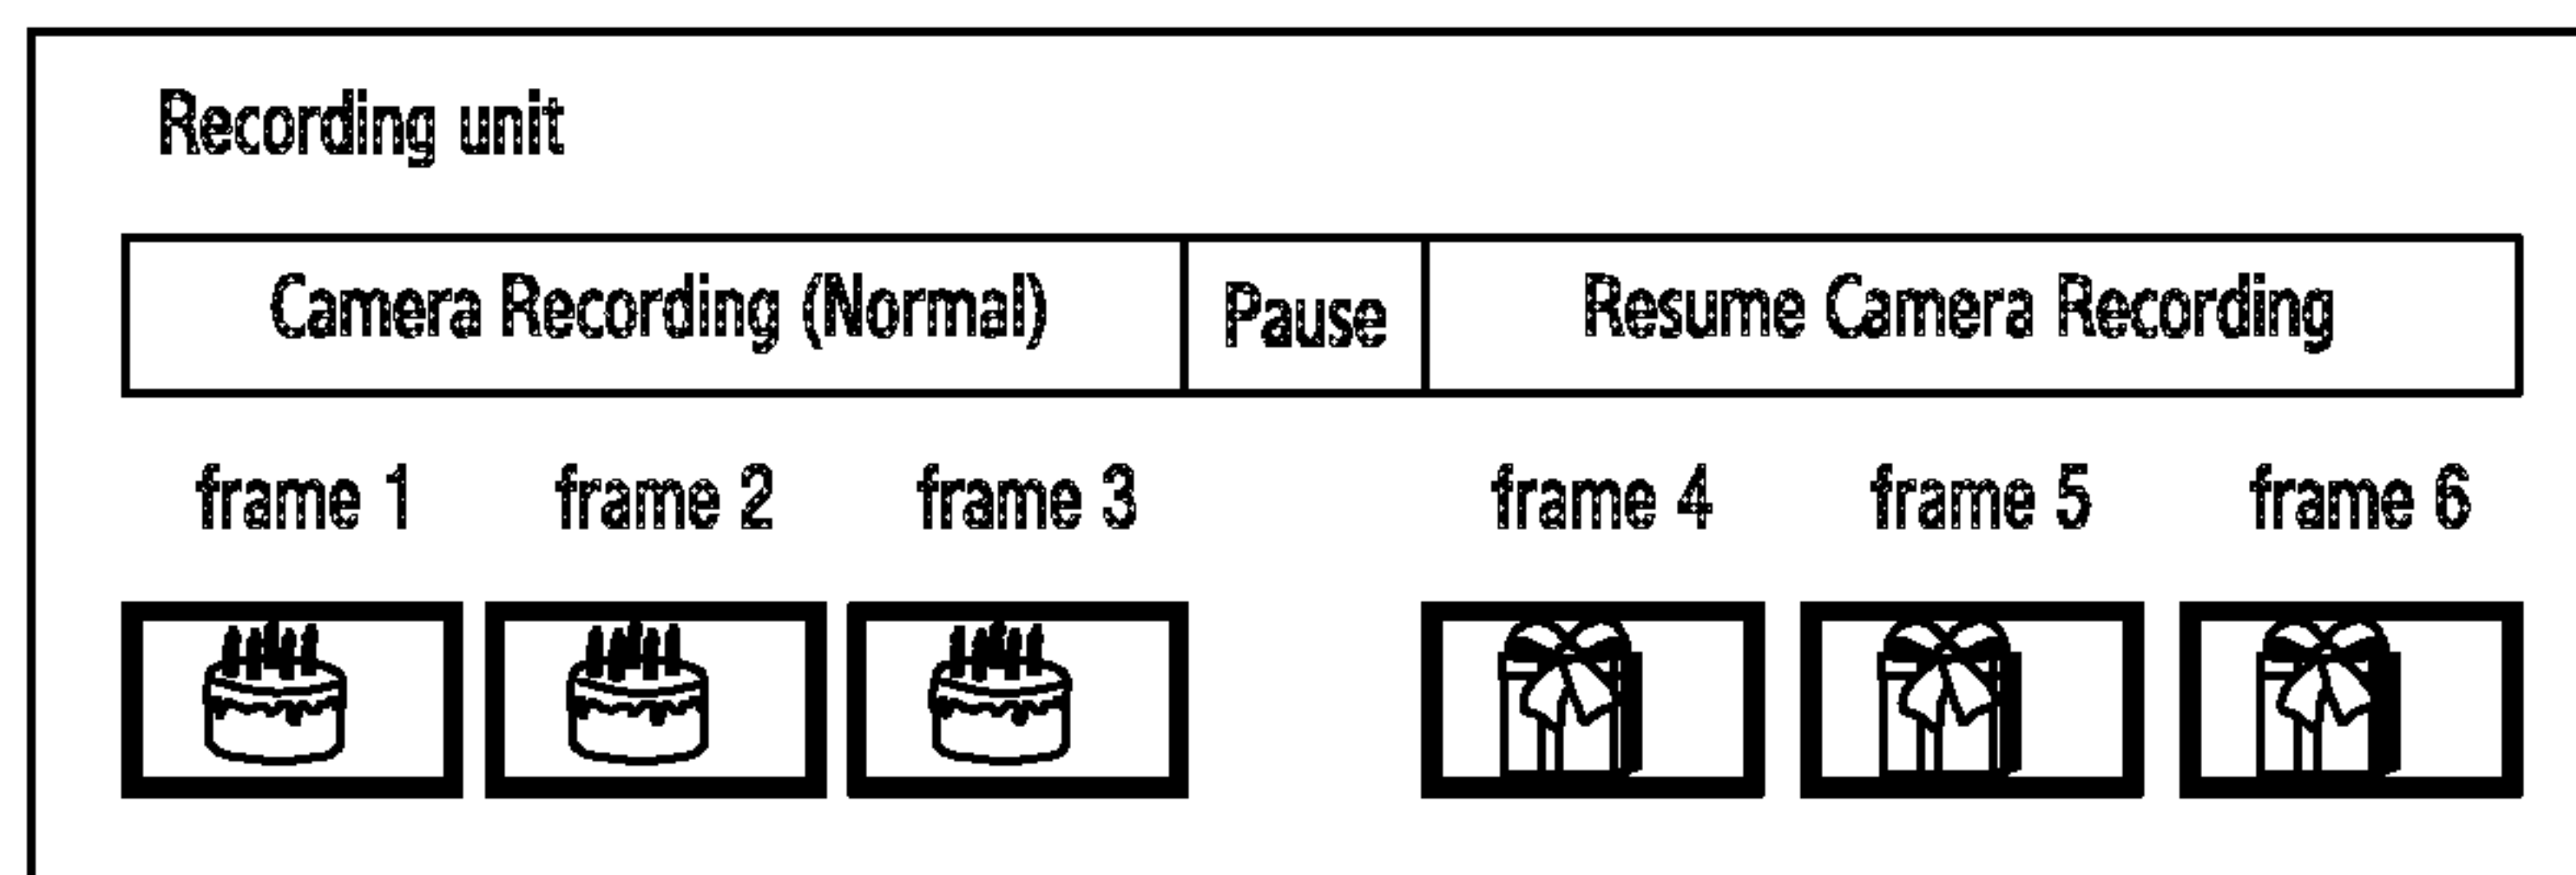 Recording unit
Camera Recording (Normal) Pause Resume Camera Recording
frame 1 frame 2 frame 3 frame 4 frame 5 frame 6